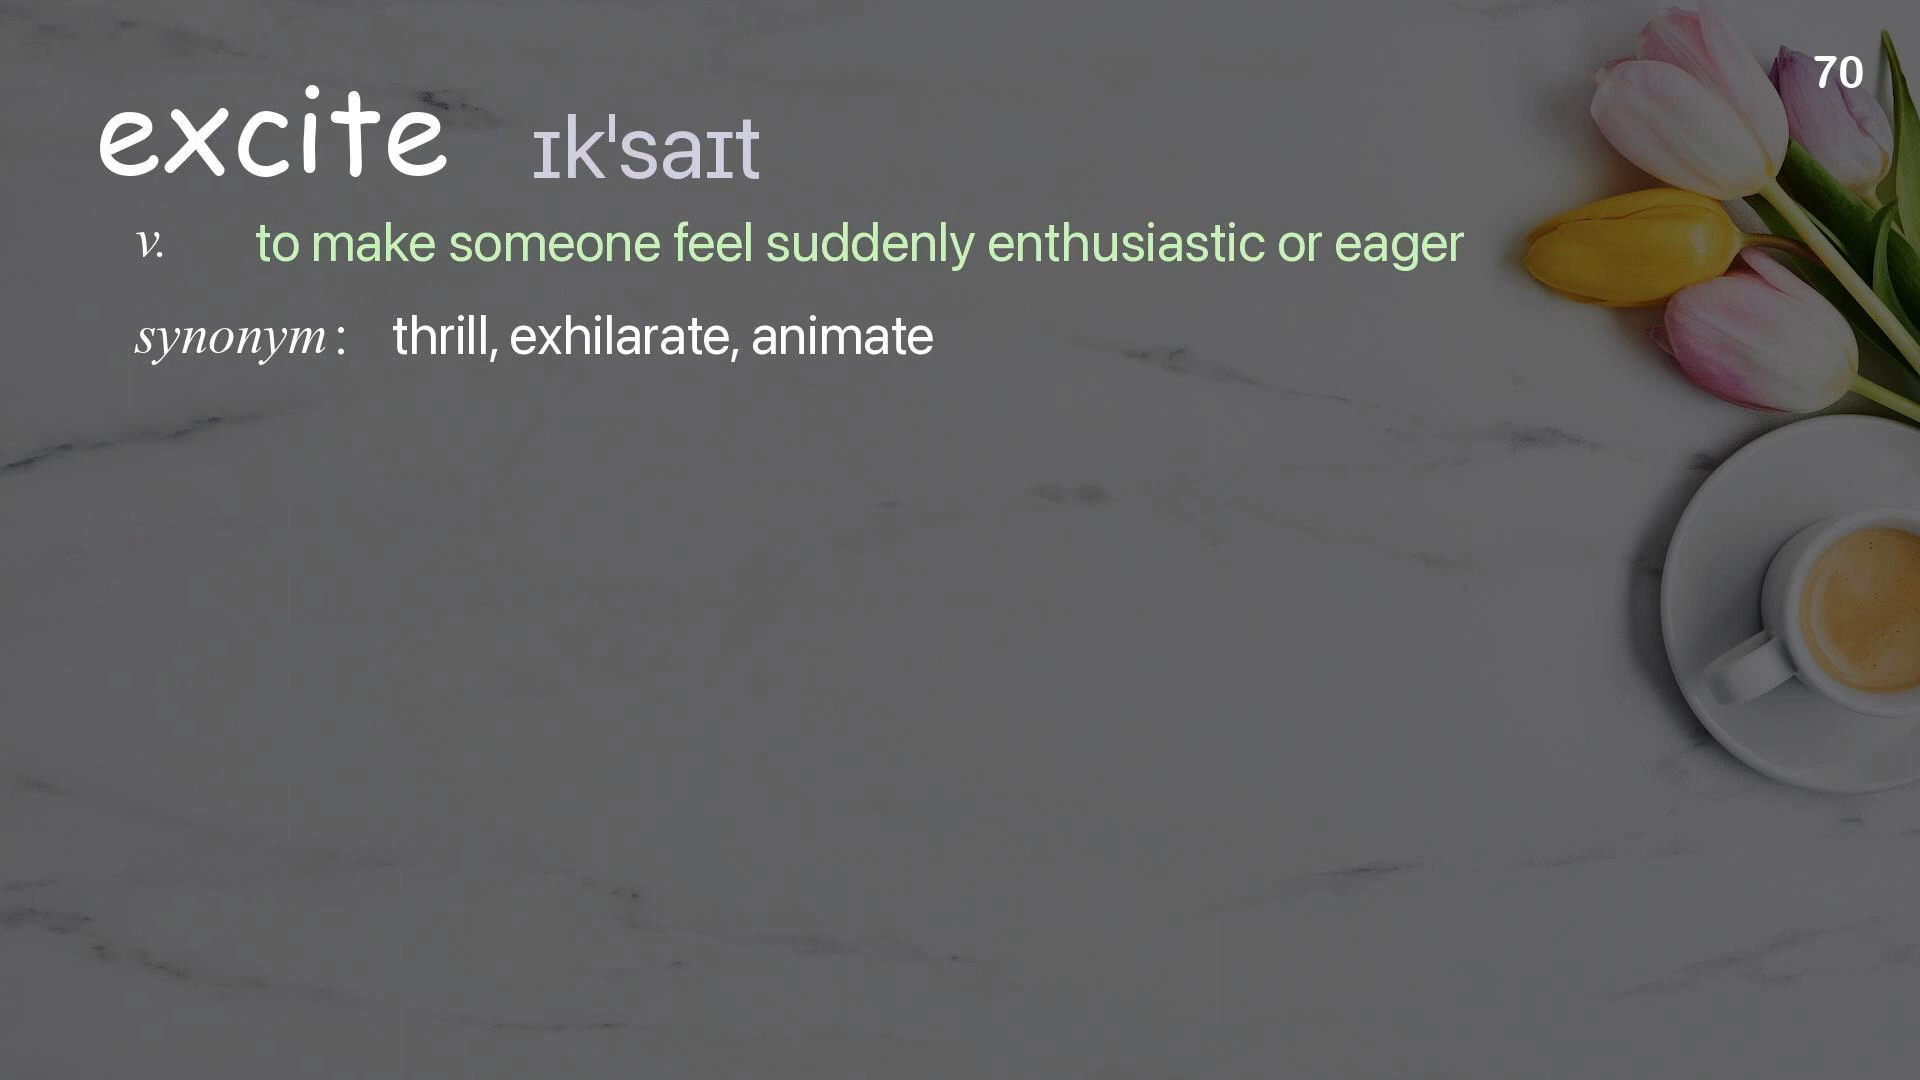 70
excite ɪkˈsaɪt
v. to make someone feel suddenly enthusiastic or eager
synonym : thrill, exhilarate, animate